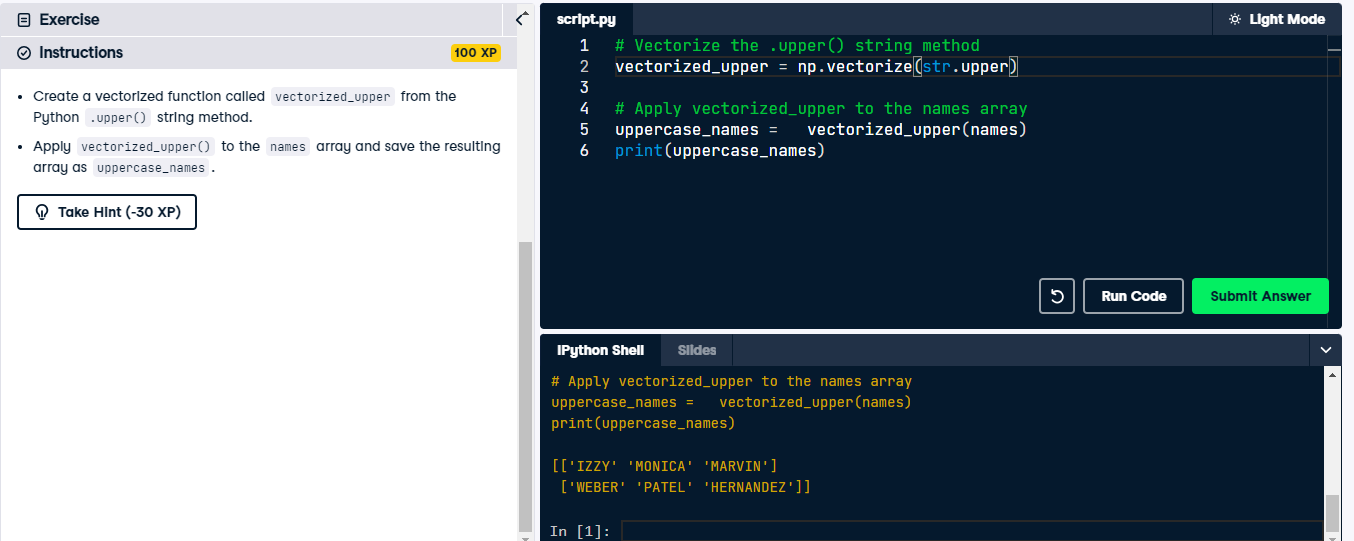 Exercise
Instructions
100 XP
Create a vectorized function called vectorized_upper from the
Python .upper() string method.
Apply vectorized_upper() to the names array and save the resulting
array as uppercase_names .
Take Hint (-30 XP)
script.py
Light Mode
1 # Vectorize the .upper() string method
2 vectorized_upper = np.vectorize(str.upper)
3
4 # Apply vectorized_upper to the names array
5 uppercase_names =   vectorized_upper(names)
6 print(uppercase_names)
Run Code
Submit Answer
IPython Shell
Slides
# Apply vectorized_upper to the names array
uppercase_names =   vectorized_upper(names)
print(uppercase_names)
[['IZZY' 'MONICA' 'MARVIN']
 ['WEBER' 'PATEL' 'HERNANDEZ']]
In [1]: